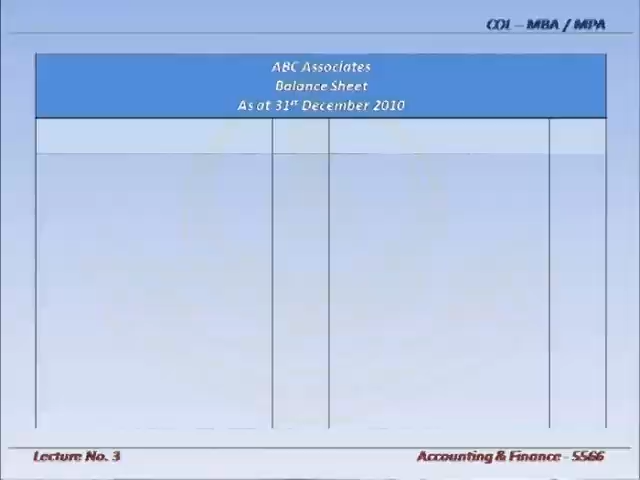 COL – MBA / MPA
ABC Associates
Balance Sheet
As at 31st December 2010
Lecture No. 3
Accounting & Finance - 5566